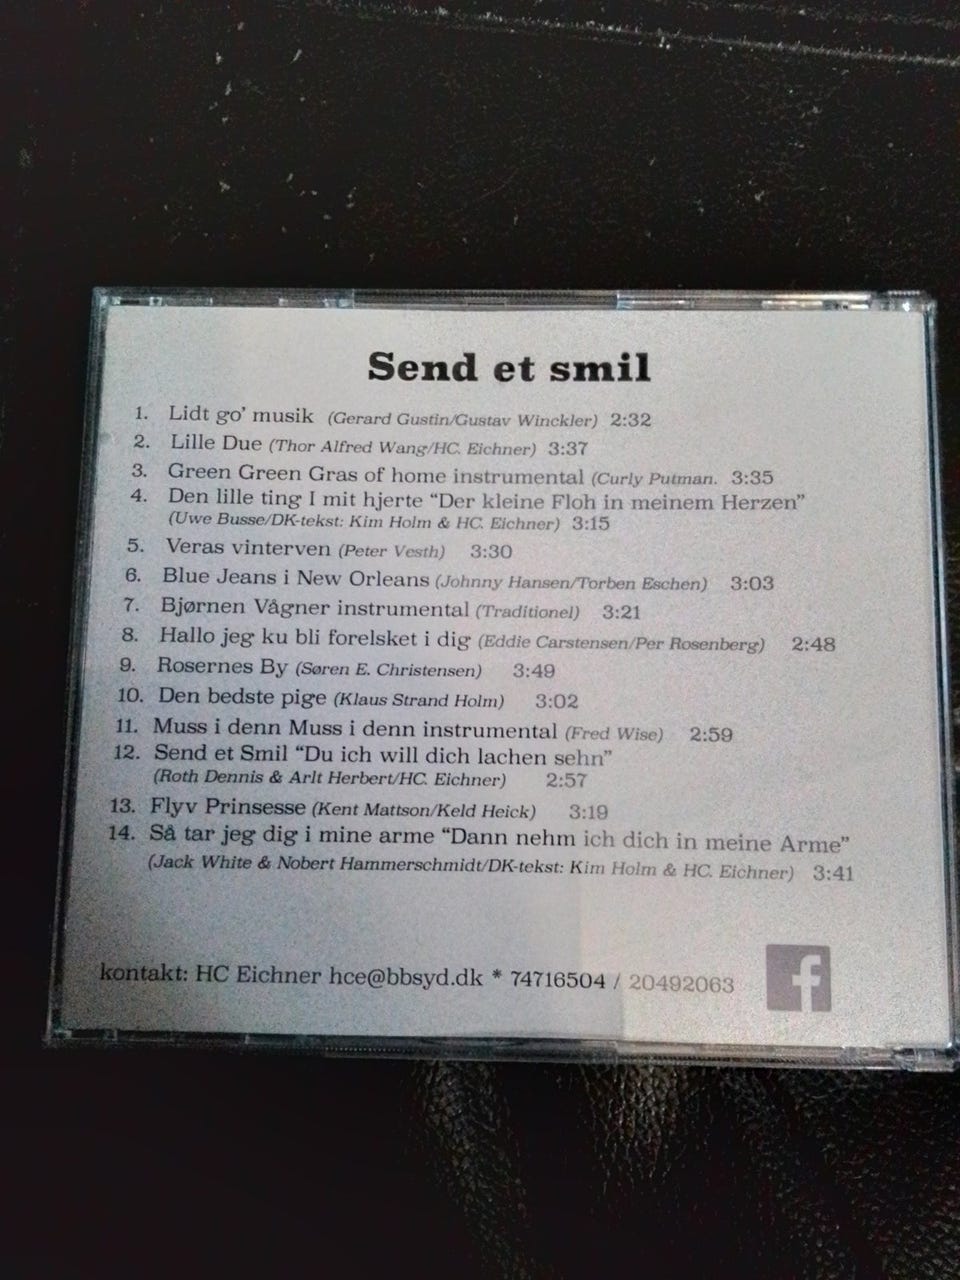 Send et smil
1. Lidt go' musik (Gerard Gustin/Gustav Winckler) 2:32
2. Lille Due (Thor Alfred Wang/HC. Eichner) 3:37
3. Green Green Gras of home instrumental (Curly Putman. 3:35
4. Den lille ting I mit hjerte "Der kleine Floh in meinem Herzen"
(Uwe Busse/DK-tekst: Kim Holm & HC. Eichner) 3:15
5. Veras vinterven (Peter Vesth) 3:30
6. Blue Jeans i New Orleans (Johnny Hansen/Torben Eschen) 3:03
7. Bjørnen Vågner instrumental (Traditionel) 3:21
8. Hallo jeg ku bli forelsket i dig (Eddie Carstensen/Per Rosenberg) 2:48
9. Rosernes By (Søren E. Christensen) 3:49
10. Den bedste pige (Klaus Strand Holm) 3:02
11. Muss i denn Muss i denn instrumental (Fred Wise) 2:59
12. Send et Smil "Du ich will dich lachen sehn"
(Roth Dennis & Arlt Herbert/HC. Eichner) 2:57
13. Flyv Prinsesse (Kent Mattson/Keld Heick) 3:19
14. Så tar jeg dig i mine arme "Dann nehm ich dich in meine Arme"
(Jack White & Nobert Hammerschmidt/DK-tekst: Kim Holm & HC. Eichner) 3:41
kontakt: HC Eichner hce@bbsyd.dk * 74716504 / 20492063
f